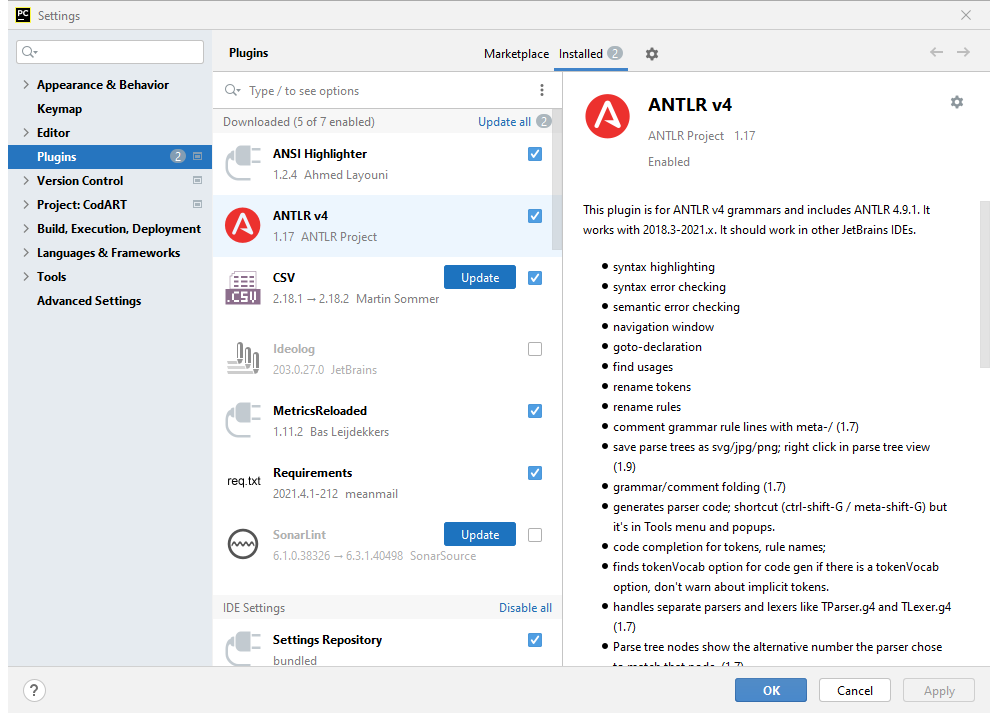 PC
Settings
Appearance & Behavior
Keymap
Editor
Plugins 2
Version Control
Project: CodART
Build, Execution, Deployment
Languages & Frameworks
Tools
Advanced Settings
Plugins
Marketplace
Installed 2
Type / to see options
Downloaded (5 of 7 enabled)
Update all 2
ANSI Highlighter
1.2.4 Ahmed Layouni
ANTLR v4
1.17 ANTLR Project
CSV
Update
.CSV
2.18.1 → 2.18.2 Martin Sommer
Ideolog
203.0.27.0 JetBrains
MetricsReloaded
1.11.2 Bas Leijdekkers
req.txt
Requirements
2021.4.1-212 meanmail
SonarLint
Update
6.1.0.38326 → 6.3.1.40498 SonarSource
IDE Settings
Disable all
Settings Repository
bundled
ANTLR v4
ANTLR Project 1.17
Enabled
This plugin is for ANTLR v4 grammars and includes ANTLR 4.9.1. It
works with 2018.3-2021.x. It should work in other JetBrains IDEs.
• syntax highlighting
• syntax error checking
• semantic error checking
• navigation window
• goto-declaration
• find usages
• rename tokens
• rename rules
• comment grammar rule lines with meta-/ (1.7)
• save parse trees as svg/jpg/png; right click in parse tree view
(1.9)
• grammar/comment folding (1.7)
• generates parser code; shortcut (ctrl-shift-G / meta-shift-G) but
it's in Tools menu and popups.
• code completion for tokens, rule names;
• finds tokenVocab option for code gen if there is a tokenVocab
option, don't warn about implicit tokens.
• handles separate parsers and lexers like TParser.g4 and TLexer.g4
(1.7)
• Parse tree nodes show the alternative number the parser chose
to match that node. (1.7)
?
OK
Cancel
Apply